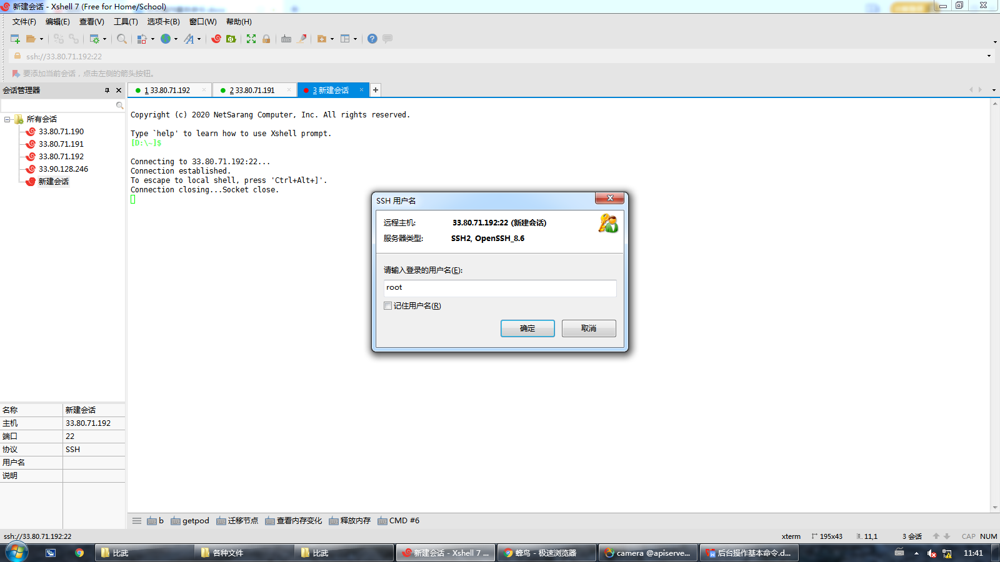 新建会话 - Xshell 7 (Free for Home/School)
文件(F) 编辑(E) 查看(V) 工具(T) 选项卡(B) 窗口(W) 帮助(H)
ssh://33.80.71.192:22
要添加当前会话，点击左侧的箭头按钮。
会话管理器
1 33.80.71.192
2 33.80.71.191
3 新建会话
+
所有会话
33.80.71.190
33.80.71.191
33.80.71.192
33.90.128.246
新建会话
Copyright (c) 2020 NetSarang Computer, Inc. All rights reserved.
Type `help' to learn how to use Xshell prompt.
[D:\~]$
Connecting to 33.80.71.192:22...
Connection established.
To escape to local shell, press 'Ctrl+Alt+]'.
Connection closing...Socket close.
SSH 用户名
远程主机: 33.80.71.192:22 (新建会话)
服务器类型: SSH2, OpenSSH_8.6
请输入登录的用户名(E):
root
记住用户名(R)
确定 取消
名称 新建会话
主机 33.80.71.192
端口 22
协议 SSH
用户名
说明
b getpod 迁移节点 查看内存变化 释放内存 CMD #6
ssh://33.80.71.192:22 xterm 195x43 11,1 3 会话 CAP NUM
比武 各种文件 比武 新建会话 - Xshell 7 ... 蜂鸟 - 极速浏览器 camera @apiserve... 后台操作基本命令.d... 11:41